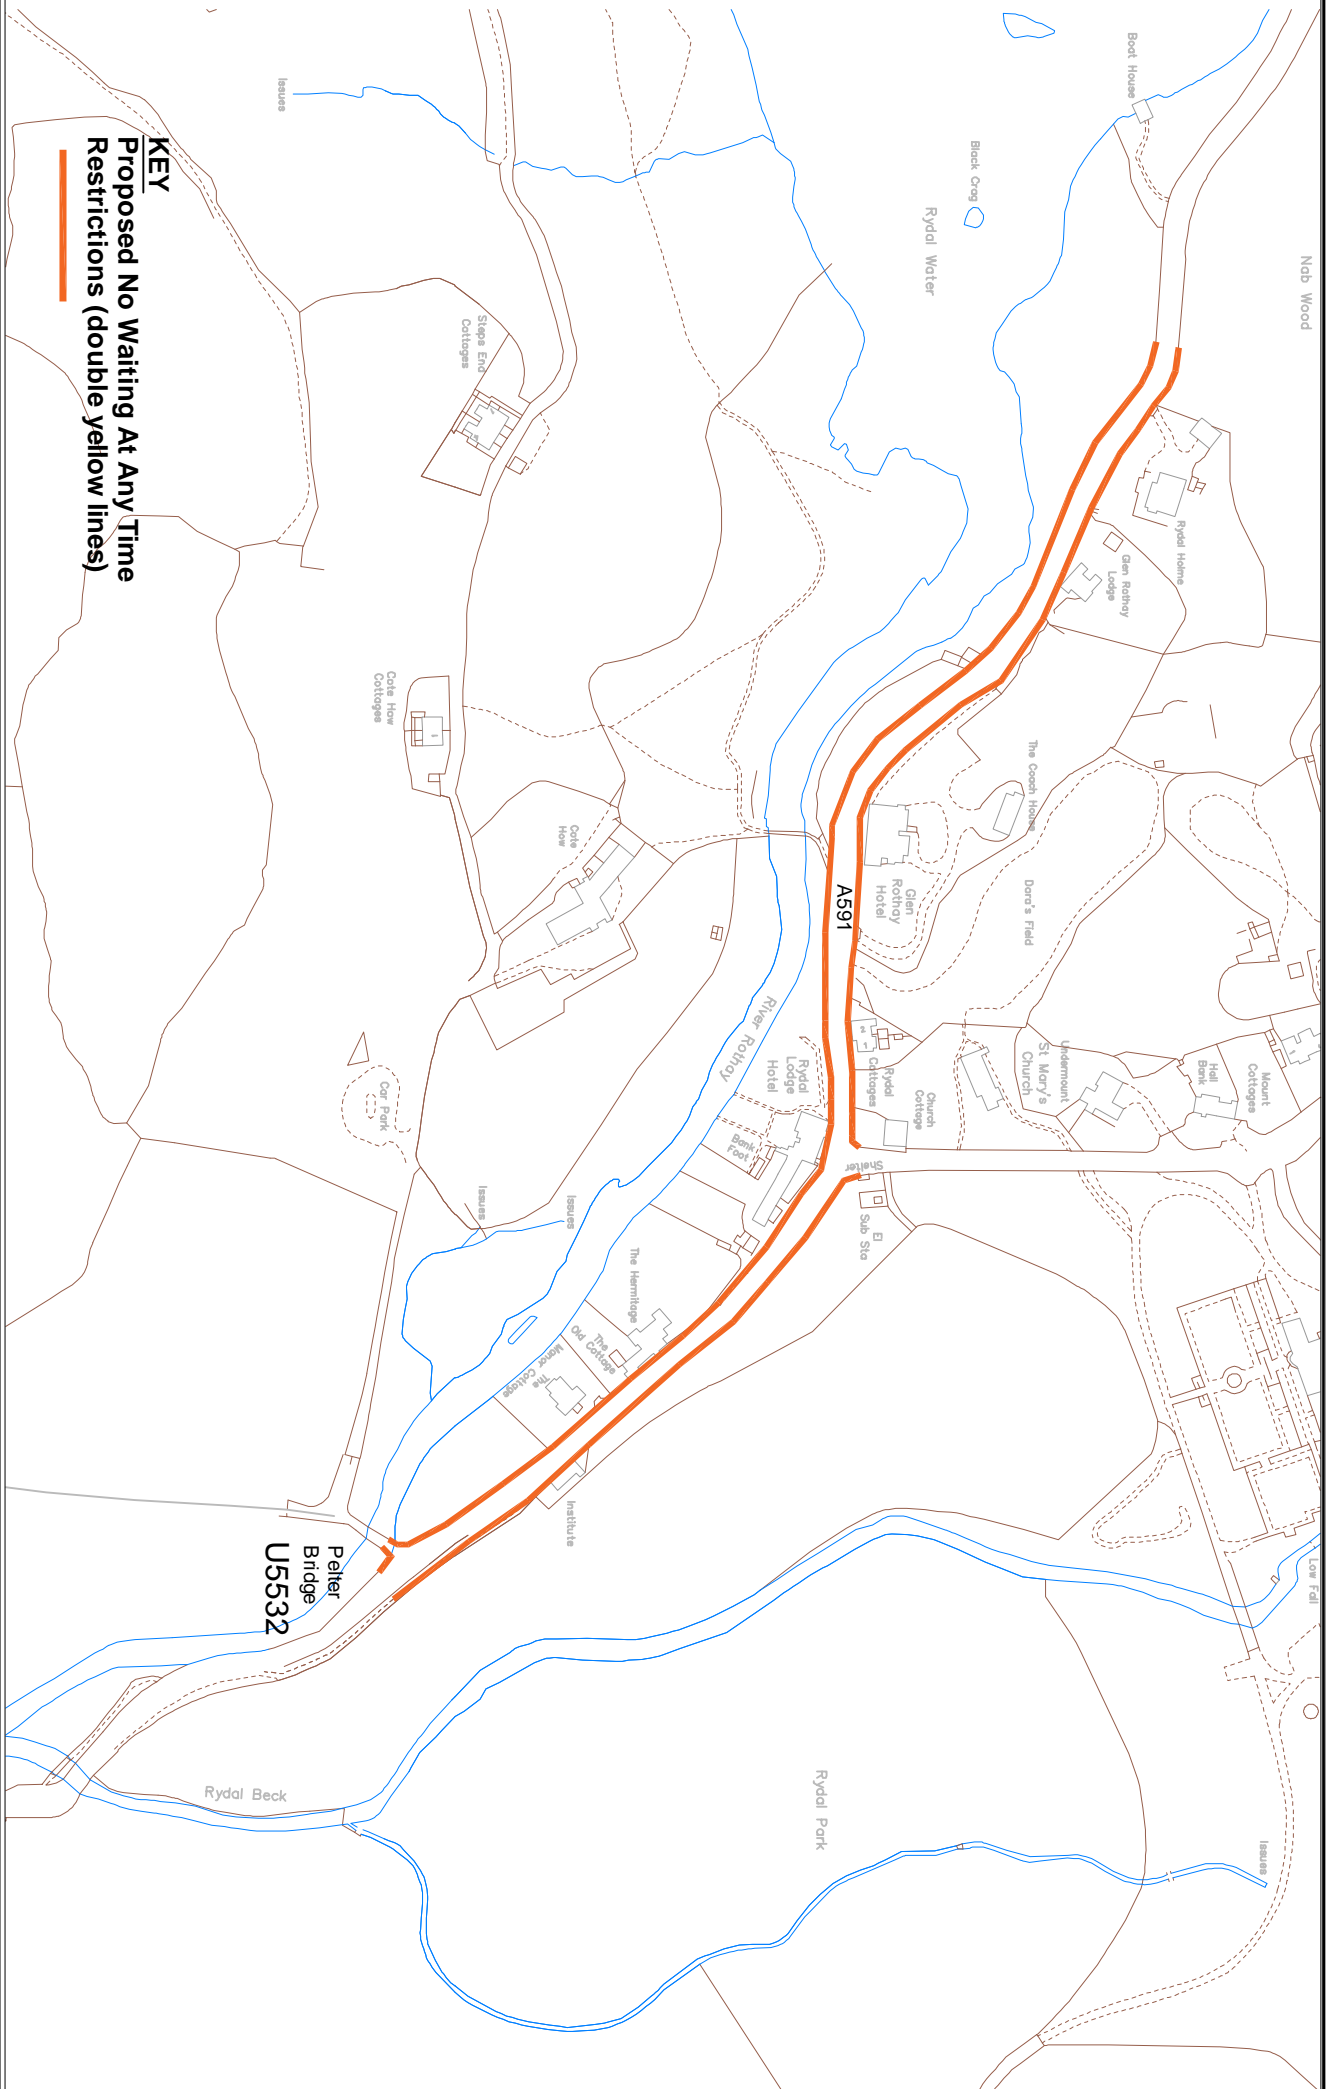 KEY
Proposed No Waiting At Any Time
Restrictions (double yellow lines)
Nab Wood
Boat House
Black Crag
Rydal Water
Issues
Steps End
Cottages
Rydal Holme
Glen Rothay
Lodge
The Coach House
Dora's Field
Glen
Rothay
Hotel
A591
Cote How
Cottages
1
Cote
How
River Rothay
Car Park
Rydal
Lodge
Hotel
Bank
Foot
2
1
Rydal
Cottages
Church
Cottage
St Mary's
Church
Undermount
Hall
Bank
Mount
Cottages
Shelter
El
Sub Sta
Issues
Issues
The Hermitage
The
Old Cottage
The
Manor Cottage
Institute
Pelter
Bridge
U5532
Low Fall
Rydal Beck
Rydal Park
Issues